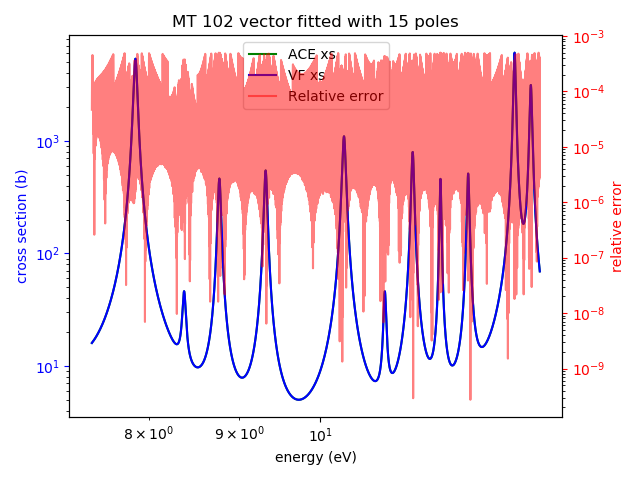 MT 102 vector fitted with 15 poles
ACE xs
VF xs
Relative error
cross section (b)
10³
10²
10¹
10⁻³
10⁻⁴
10⁻⁵
10⁻⁶
10⁻⁷
10⁻⁸
10⁻⁹
relative error
8 × 10⁰ 9 × 10⁰ 10¹
energy (eV)